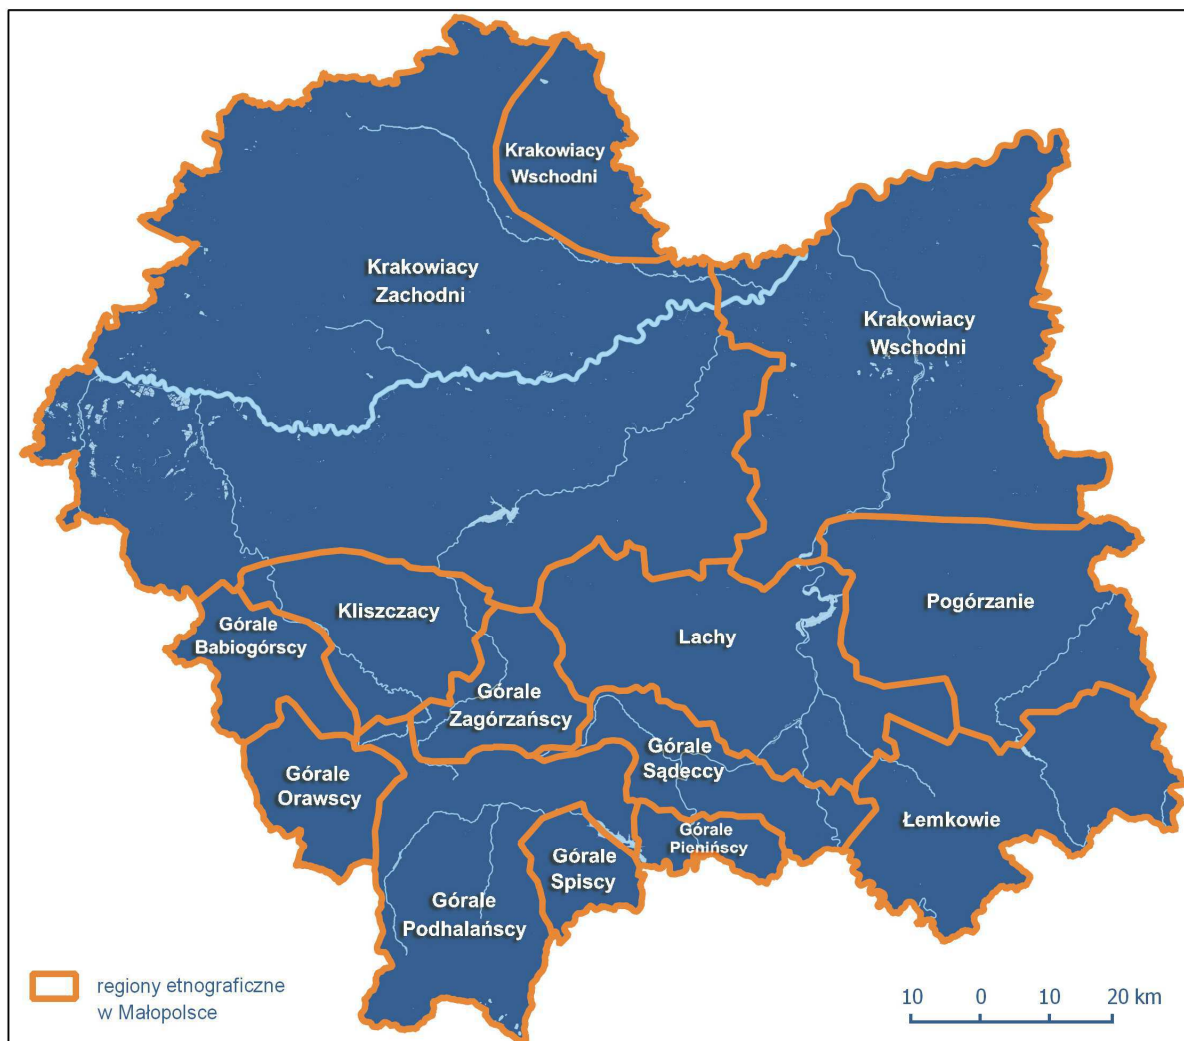 Krakowiacy
Wschodni
Krakowiacy
Zachodni
Krakowiacy
Wschodni
Kliszczacy
Górale
Babiogórscy
Lachy
Pogórzanie
Górale
Zagórzańscy
Górale
Orawscy
Górale
Sądeccy
Łemkowie
Górale
Pienińscy
Górale
Spiscy
Górale
Podhalańscy
regiony etnograficzne
w Małopolsce
10 0 10 20 km